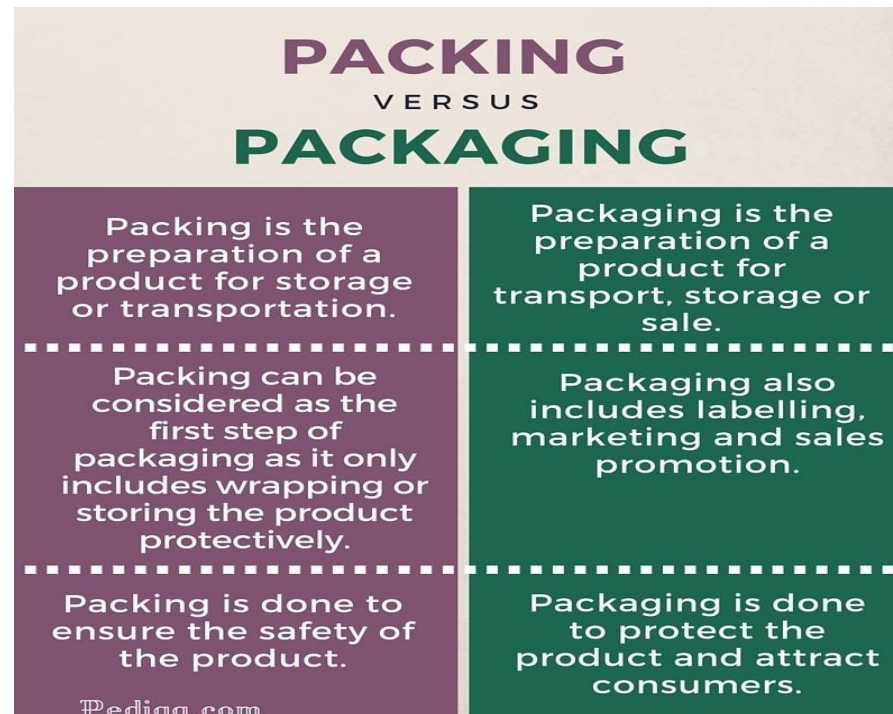 PACKING
VERSUS
PACKAGING
Packing is the
preparation of a
product for storage
or transportation.
Packaging is the
preparation of a
product for
transport, storage or
sale.
Packing can be
considered as the
first step of
packaging as it only
includes wrapping or
storing the product
protectively.
Packaging also
includes labelling,
marketing and sales
promotion.
Packing is done to
ensure the safety of
the product.
Packaging is done
to protect the
product and attract
consumers.
Pediaa.com